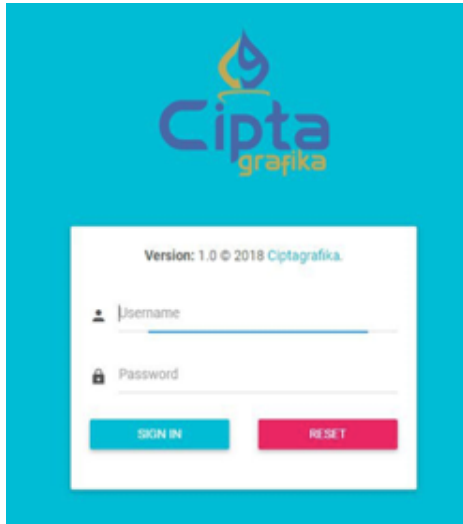 Cipta
grafika
Version: 1.0 © 2018 Ciptagrafika.
Username
Password
SIGN IN
RESET